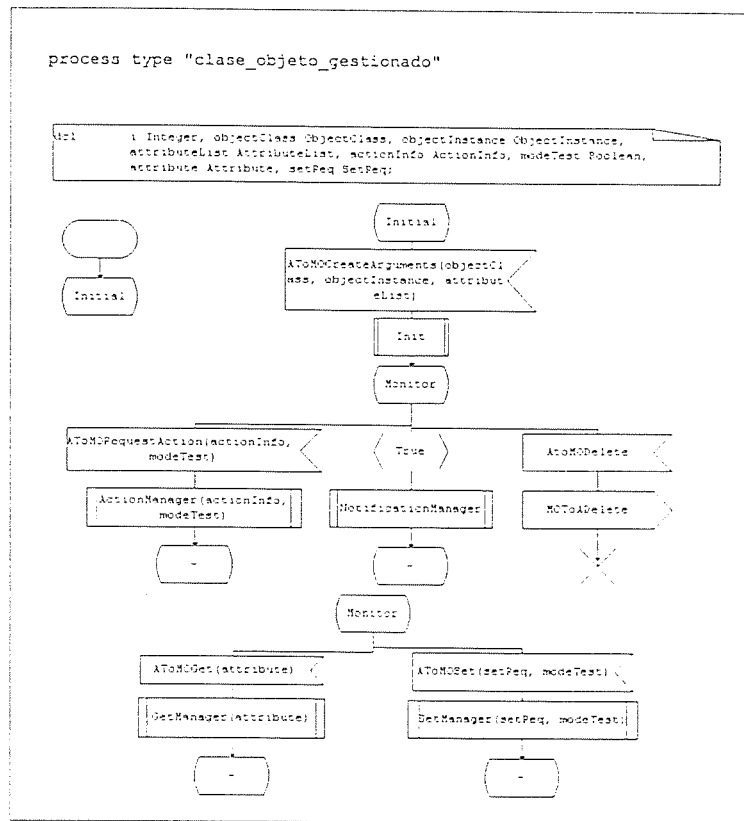 process type "clase_objeto_gestionado"
dcl i Integer, objectClass ObjectClass, objectInstance ObjectInstance,
attributeList AttributeList, actionInfo ActionInfo, modeTest Boolean,
attribute Attribute, setReq SetReq;
Initial
Initial
AToMOCreateArguments(objectCl
ass, objectInstance, attribut
eList)
Init
Monitor
AToMORequestAction(actionInfo,
modeTest)
True
AtoMODelete
ActionManager(actionInfo,
modeTest)
NotificationManager
MOToADelete
-
-
Monitor
AToMOGet(attribute)
AToMOSet(setReq, modeTest)
GetManager(attribute)
SetManager(setReq, modeTest)
-
-